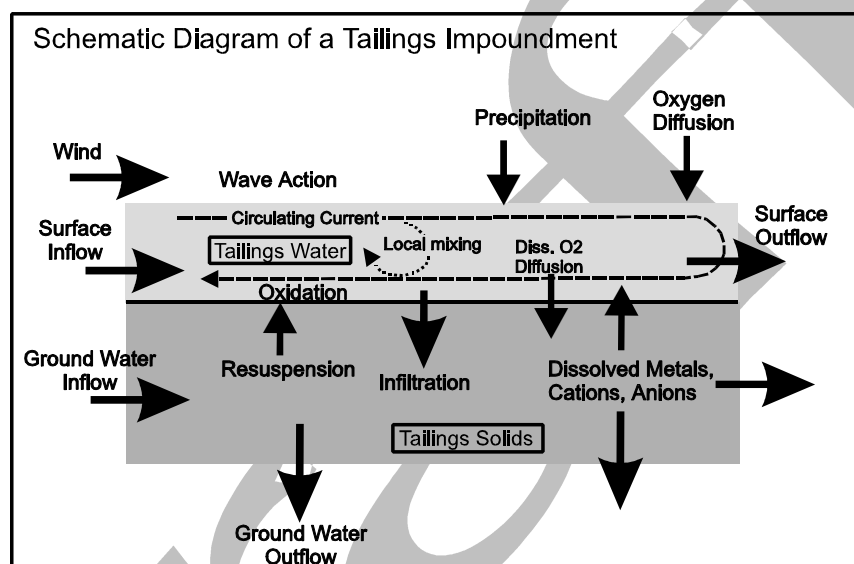 Schematic Diagram of a Tailings Impoundment
Precipitation
Oxygen
Diffusion
Wind
Wave Action
Circulating Current
Surface
Inflow
Tailings Water
Local mixing
Diss. O2
Diffusion
Surface
Outflow
Oxidation
Ground Water
Inflow
Resuspension
Infiltration
Dissolved Metals,
Cations, Anions
Tailings Solids
Ground Water
Outflow